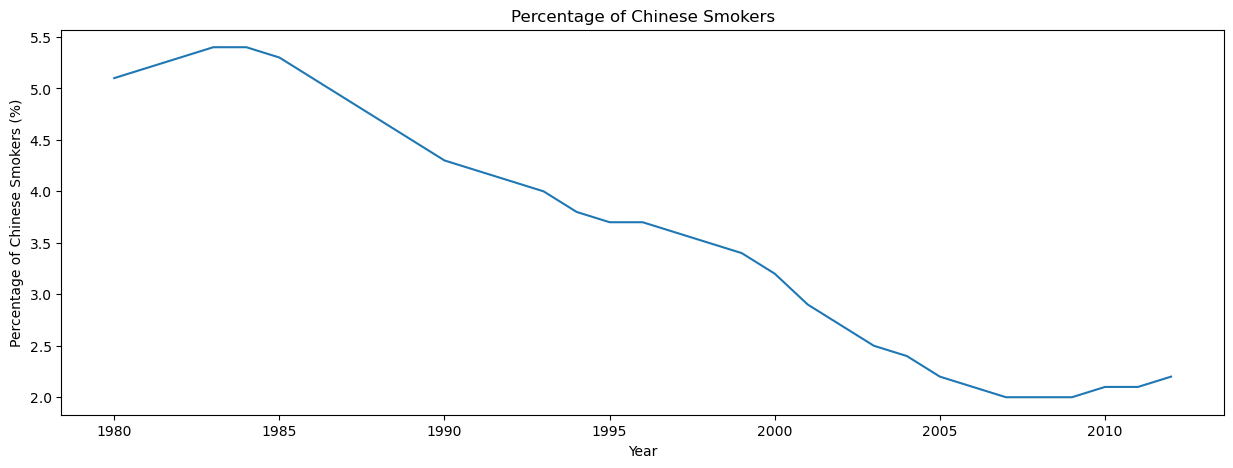 Percentage of Chinese Smokers
Percentage of Chinese Smokers (%)
5.5
5.0
4.5
4.0
3.5
3.0
2.5
2.0
1980 1985 1990 1995 2000 2005 2010
Year